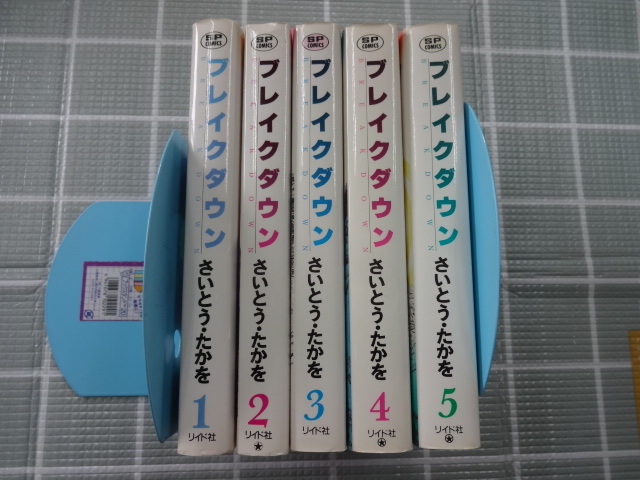 SP COMICS
ブレイクダウン
BREAKDOWN
さいとう・たかを
1
リイド社
SP COMICS
ブレイクダウン
BREAKDOWN
さいとう・たかを
2
リイド社
SP COMICS
ブレイクダウン
BREAKDOWN
さいとう・たかを
3
リイド社
SP COMICS
ブレイクダウン
BREAKDOWN
さいとう・たかを
4
リイド社
SP COMICS
ブレイクダウン
BREAKDOWN
さいとう・たかを
5
リイド社